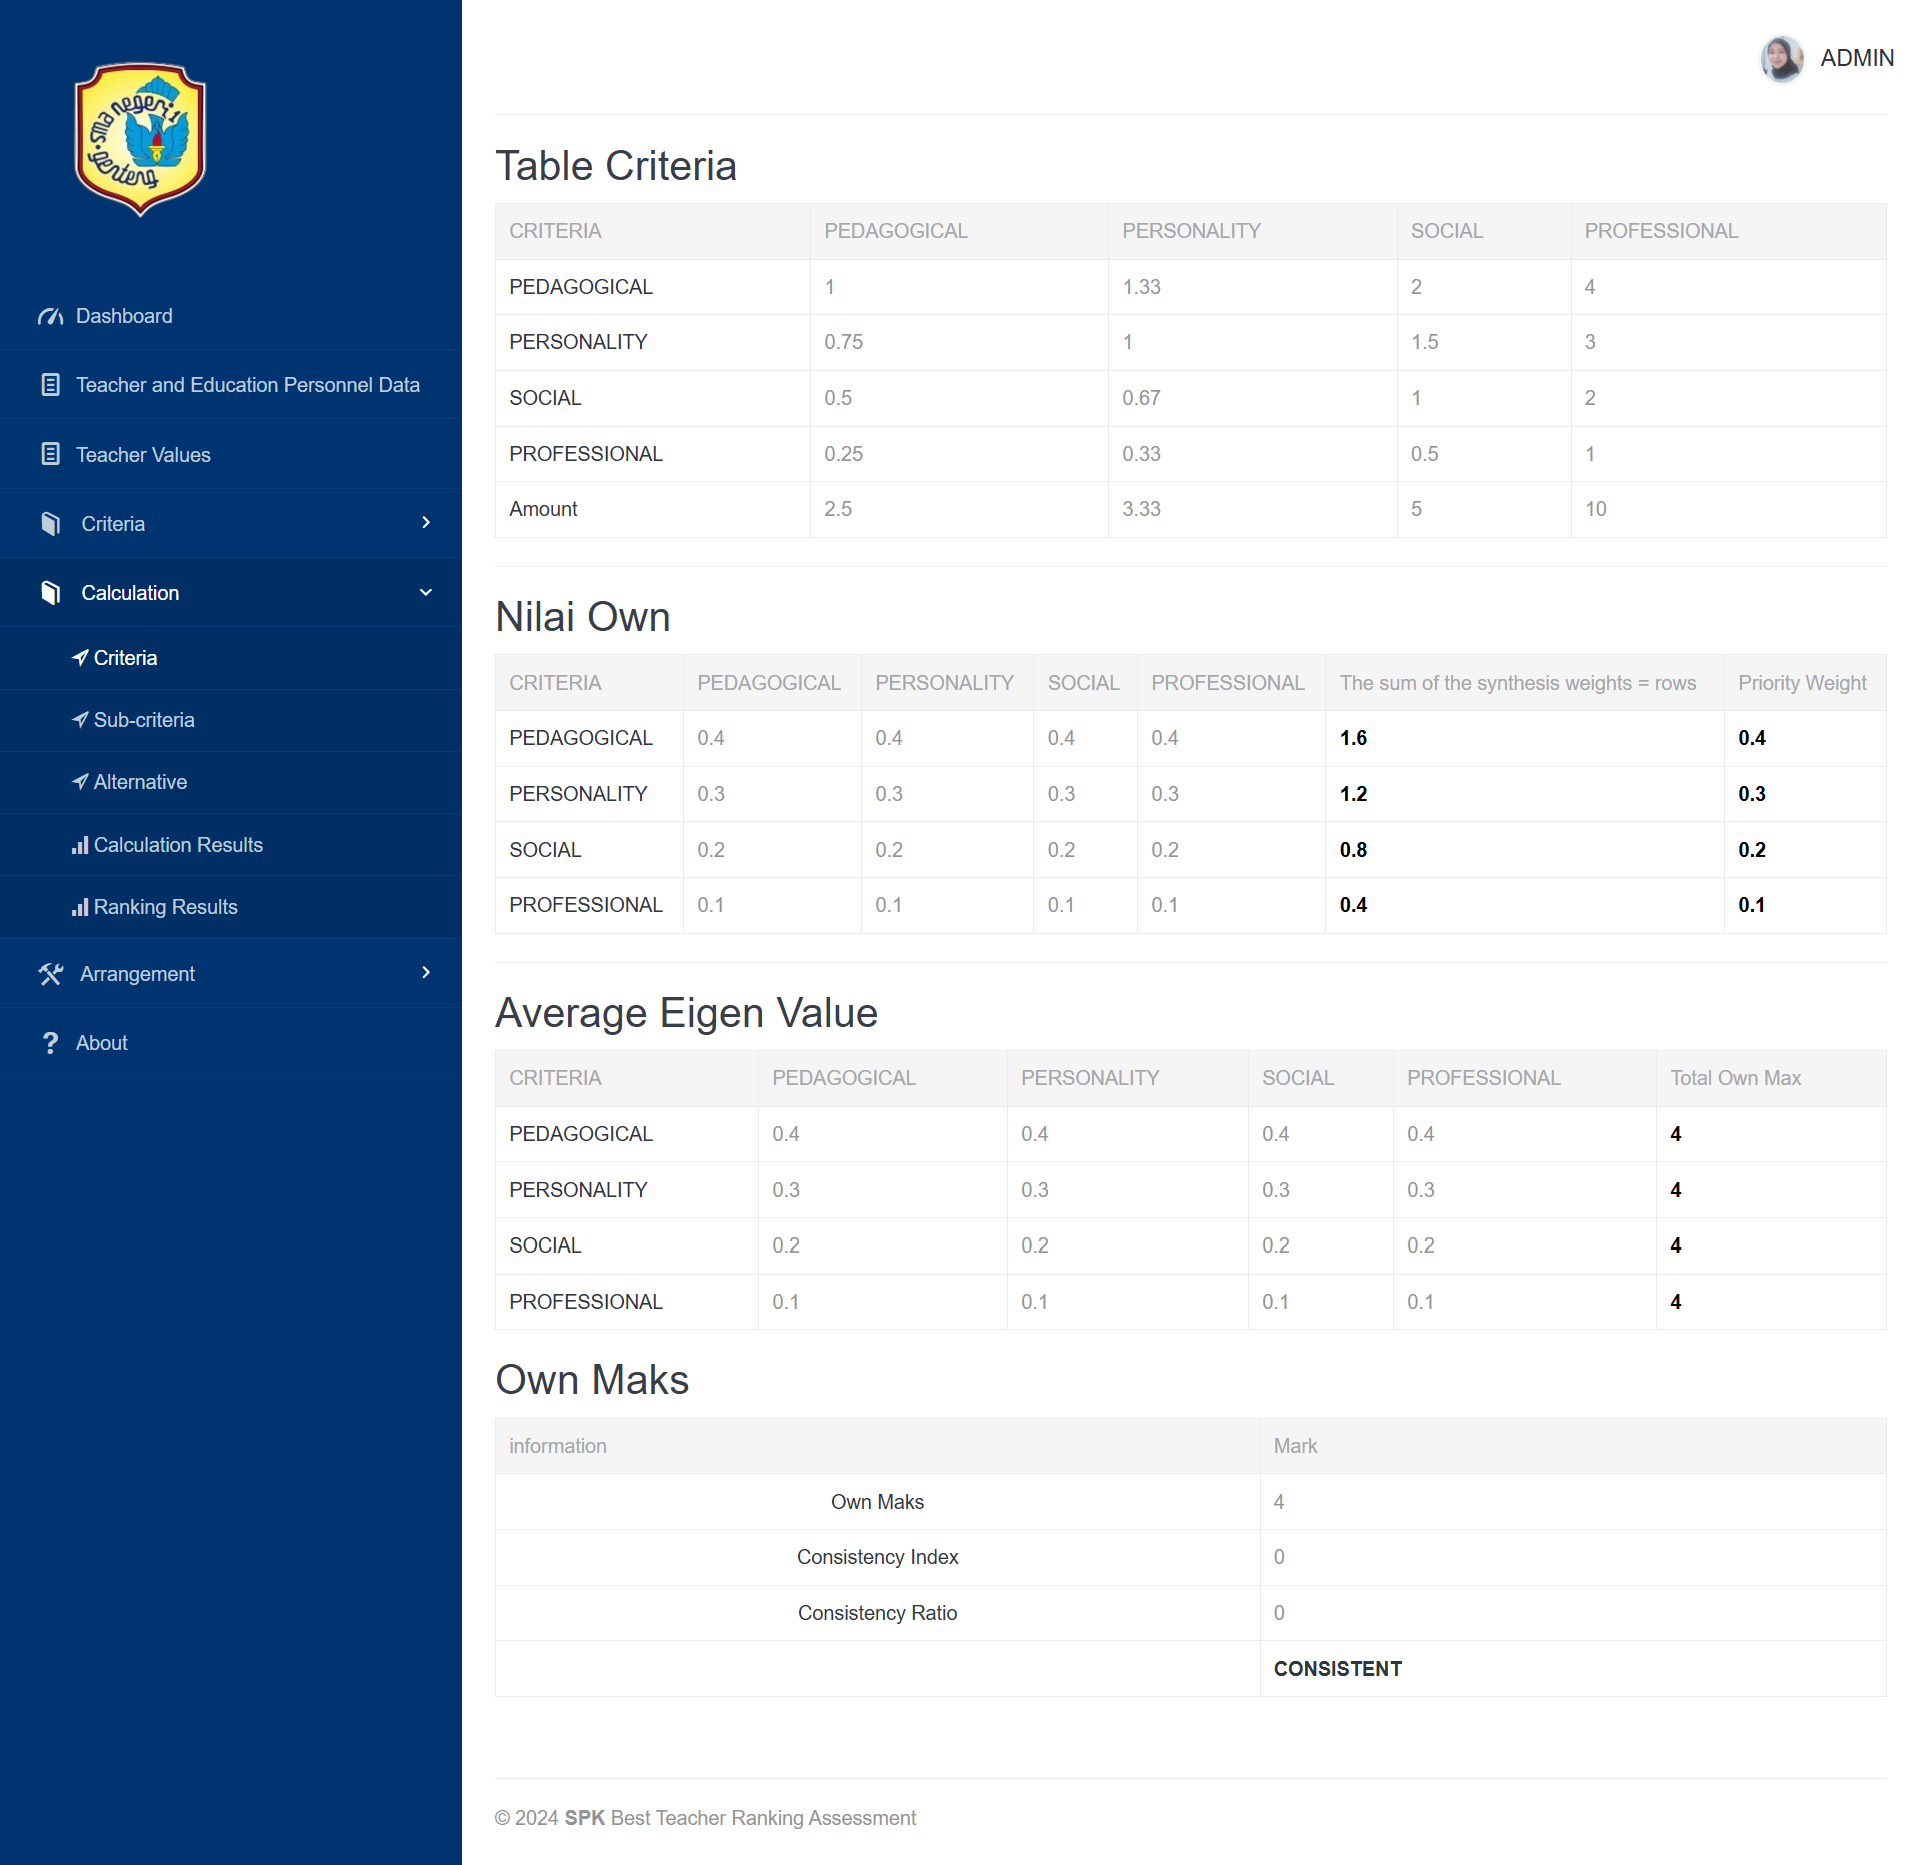 sma negeri 1
genteng
Dashboard
Teacher and Education Personnel Data
Teacher Values
Criteria
Calculation
Criteria
Sub-criteria
Alternative
Calculation Results
Ranking Results
Arrangement
About
ADMIN
Table Criteria
CRITERIA PEDAGOGICAL PERSONALITY SOCIAL PROFESSIONAL
PEDAGOGICAL 1 1.33 2 4
PERSONALITY 0.75 1 1.5 3
SOCIAL 0.5 0.67 1 2
PROFESSIONAL 0.25 0.33 0.5 1
Amount 2.5 3.33 5 10
Nilai Own
CRITERIA PEDAGOGICAL PERSONALITY SOCIAL PROFESSIONAL The sum of the synthesis weights = rows Priority Weight
PEDAGOGICAL 0.4 0.4 0.4 0.4 1.6 0.4
PERSONALITY 0.3 0.3 0.3 0.3 1.2 0.3
SOCIAL 0.2 0.2 0.2 0.2 0.8 0.2
PROFESSIONAL 0.1 0.1 0.1 0.1 0.4 0.1
Average Eigen Value
CRITERIA PEDAGOGICAL PERSONALITY SOCIAL PROFESSIONAL Total Own Max
PEDAGOGICAL 0.4 0.4 0.4 0.4 4
PERSONALITY 0.3 0.3 0.3 0.3 4
SOCIAL 0.2 0.2 0.2 0.2 4
PROFESSIONAL 0.1 0.1 0.1 0.1 4
Own Maks
information Mark
Own Maks 4
Consistency Index 0
Consistency Ratio 0
CONSISTENT
© 2024 SPK Best Teacher Ranking Assessment